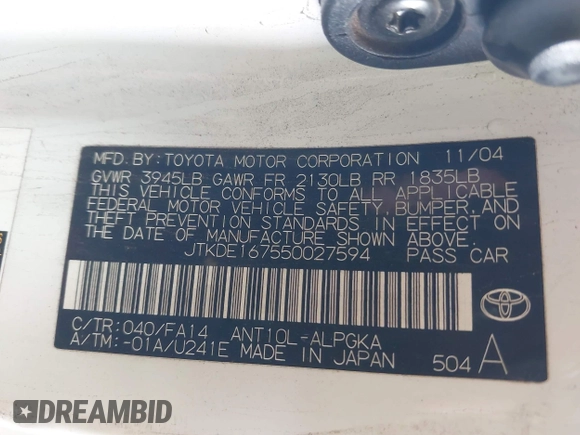 MFD. BY: TOYOTA MOTOR CORPORATION 11/04
GVWR 3945LB GAWR FR 2130LB RR 1835LB
THIS VEHICLE CONFORMS TO ALL APPLICABLE
FEDERAL MOTOR VEHICLE SAFETY, BUMPER, AND
THEFT PREVENTION STANDARDS IN EFFECT ON
THE DATE OF MANUFACTURE SHOWN ABOVE.
JTKDE167550027594 PASS CAR
C/TR: 040/FA14 ANT10L-ALPGKA
A/TM: -01A/U241E MADE IN JAPAN 504 A
TOYOTA
DREAMBID